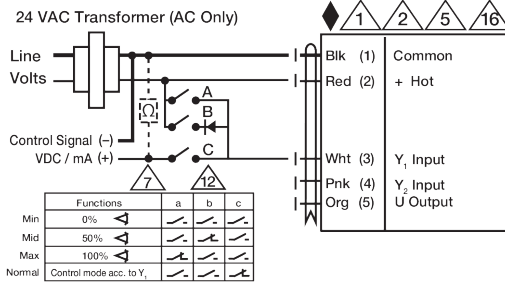 24 VAC Transformer (AC Only)
1 2 5 16
Line
Volts
Blk (1) Common
Red (2) + Hot
A
B
C
Ω
Control Signal (–)
VDC / mA (+)
Wht (3) Y1 Input
Pnk (4) Y2 Input
Org (5) U Output
7 12
Functions a b c
Min 0%
Mid 50%
Max 100%
Normal Control mode acc. to Y1